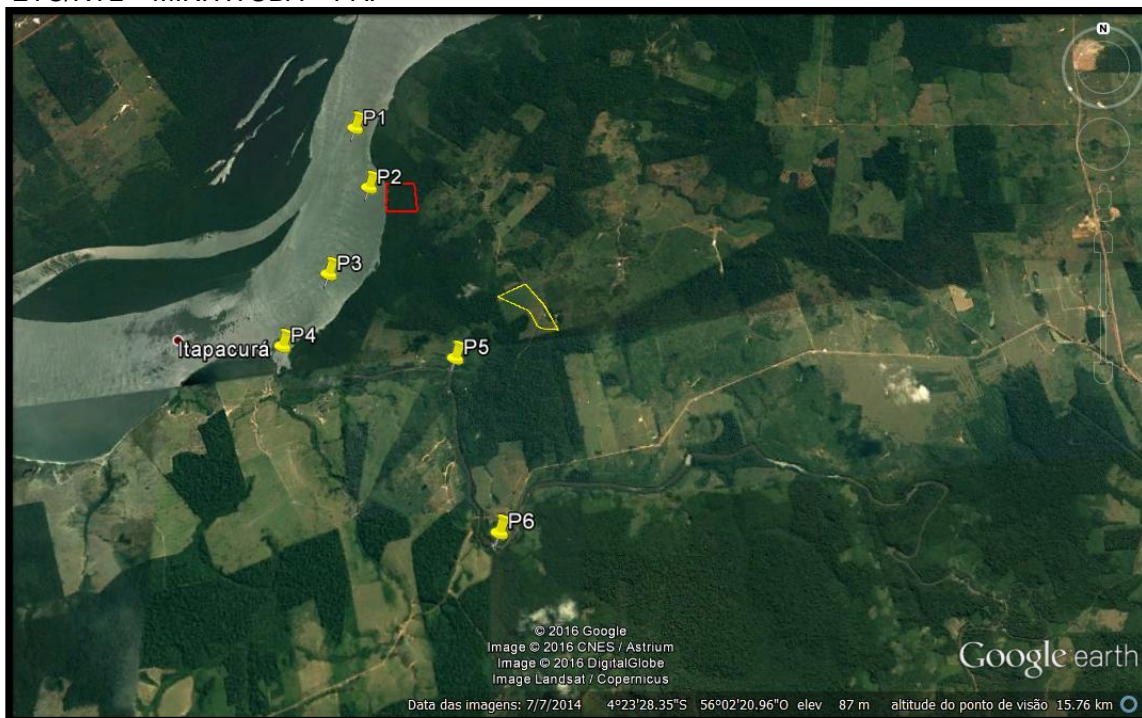 P1
P2
P3
P4
Itapacurá
P5
P6
N
© 2016 Google
Image © 2016 CNES / Astrium
Image © 2016 DigitalGlobe
Image Landsat / Copernicus
Google earth
Data das imagens: 7/7/2014 4°23'28.35"S 56°02'20.96"O elev 87 m altitude do ponto de visão 15.76 km